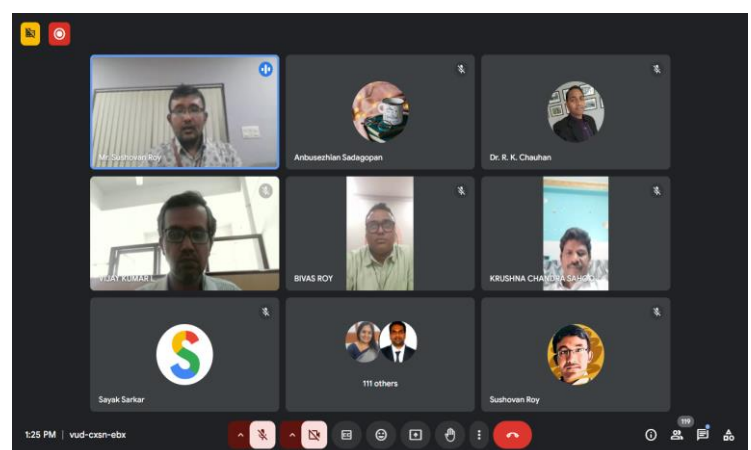 Mr. Sushovan Roy
Anbusezhian Sadagopan
Dr. R. K. Chauhan
VIJAY KUMAR L
BIVAS ROY
KRUSHNA CHANDRA SAHOO
Sayak Sarkar
111 others
Sushovan Roy
119
1:25 PM | vud-cxsn-ebx